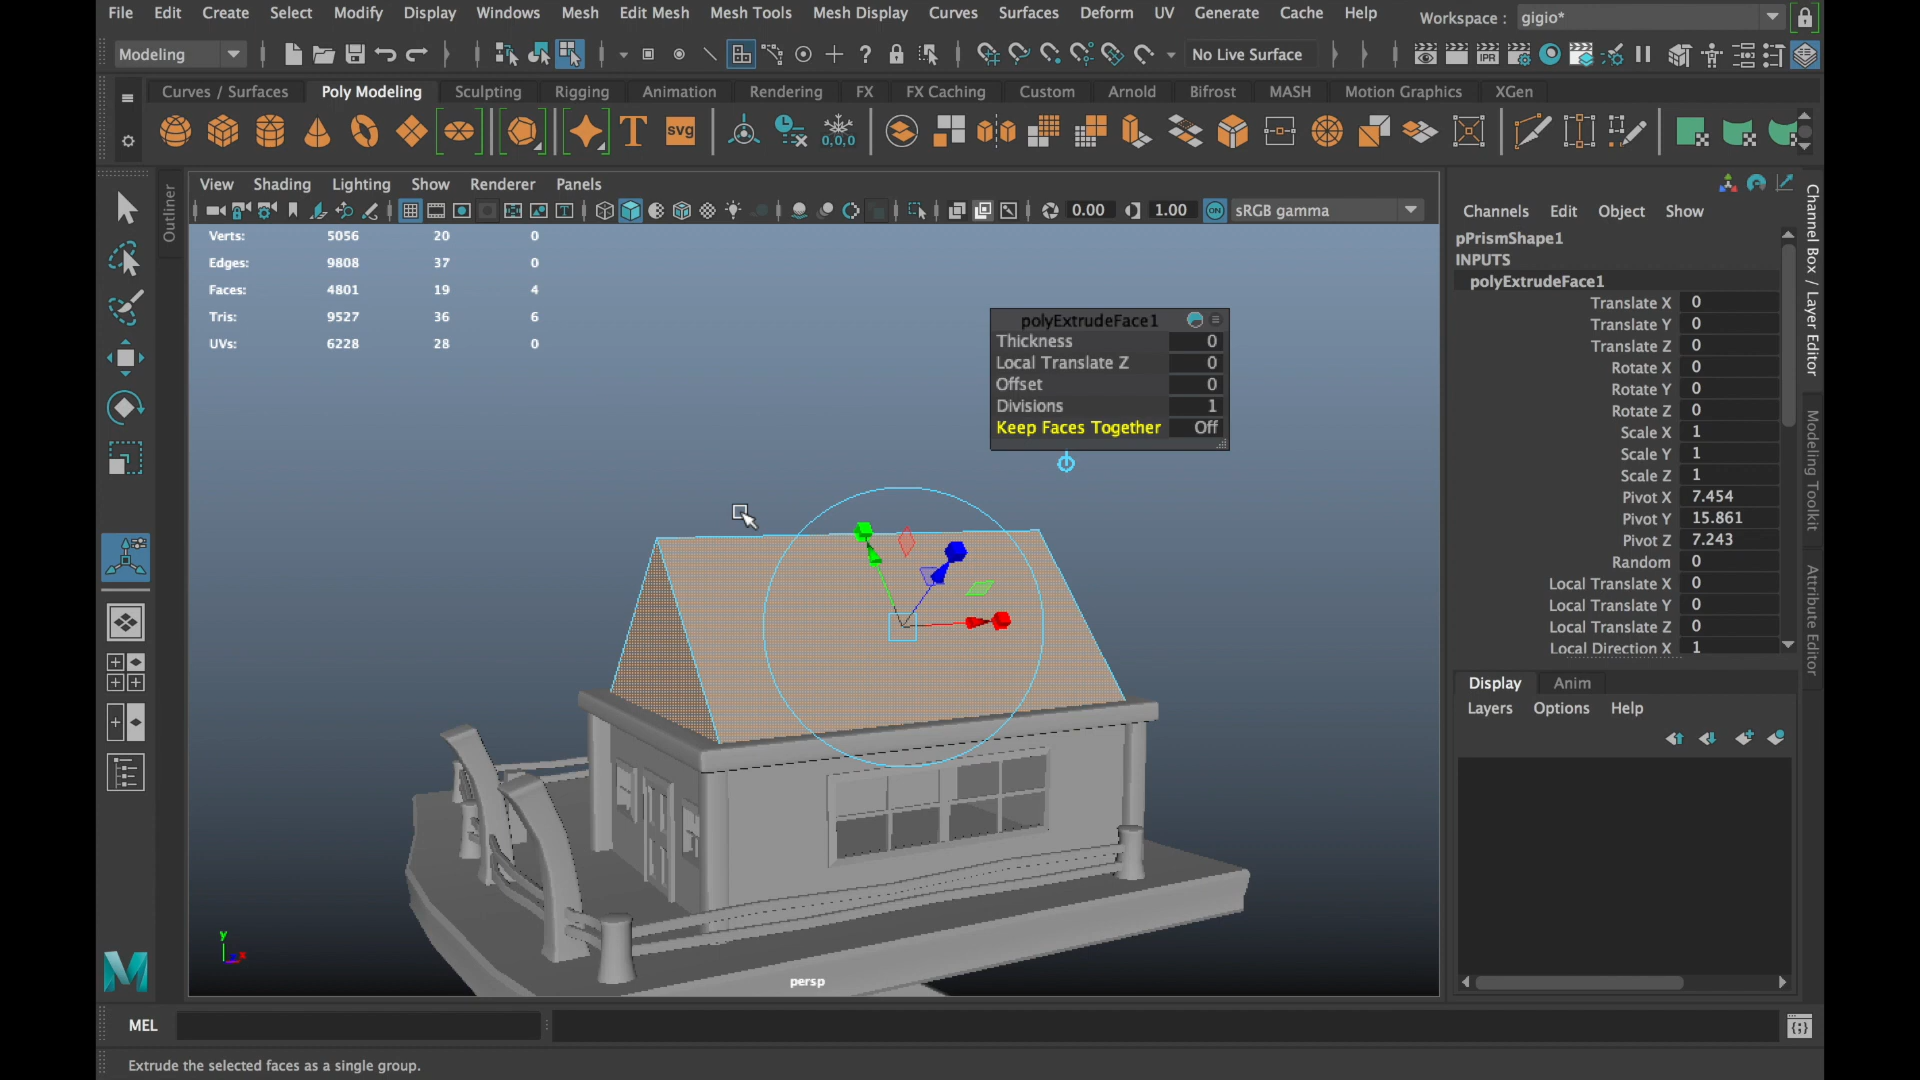 File Edit Create Select Modify Display Windows Mesh Edit Mesh Mesh Tools Mesh Display Curves Surfaces Deform UV Generate Cache Help Workspace : gigio*
Modeling No Live Surface IPR
Curves / Surfaces Poly Modeling Sculpting Rigging Animation Rendering FX FX Caching Custom Arnold Bifrost MASH Motion Graphics XGen
T svg 0,0,0
Outliner
View Shading Lighting Show Renderer Panels
0.00 1.00 ON sRGB gamma
Verts: 5056 20 0
Edges: 9808 37 0
Faces: 4801 19 4
Tris: 9527 36 6
UVs: 6228 28 0
polyExtrudeFace1
Thickness 0
Local Translate Z 0
Offset 0
Divisions 1
Keep Faces Together Off
y
x
persp
Channels Edit Object Show
pPrismShape1
INPUTS
polyExtrudeFace1
Translate X 0
Translate Y 0
Translate Z 0
Rotate X 0
Rotate Y 0
Rotate Z 0
Scale X 1
Scale Y 1
Scale Z 1
Pivot X 7.454
Pivot Y 15.861
Pivot Z 7.243
Random 0
Local Translate X 0
Local Translate Y 0
Local Translate Z 0
Local Direction X 1
Display Anim
Layers Options Help
Channel Box / Layer Editor
Modeling Toolkit
Attribute Editor
M
MEL
Extrude the selected faces as a single group.